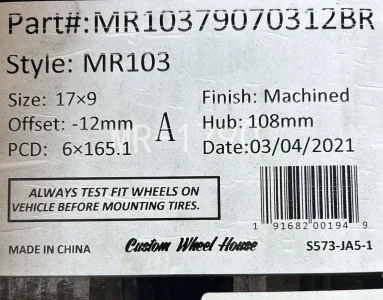 Part#:MR10379070312BR
Style: MR103
Size: 17×9
Finish: Machined
Offset: -12mm
A
Hub: 108mm
PCD: 6×165.1
Date:03/04/2021
ALWAYS TEST FIT WHEELS ON
VEHICLE BEFORE MOUNTING TIRES.
1 91682 00194 9
MADE IN CHINA
Custom Wheel House
S573-JA5-1